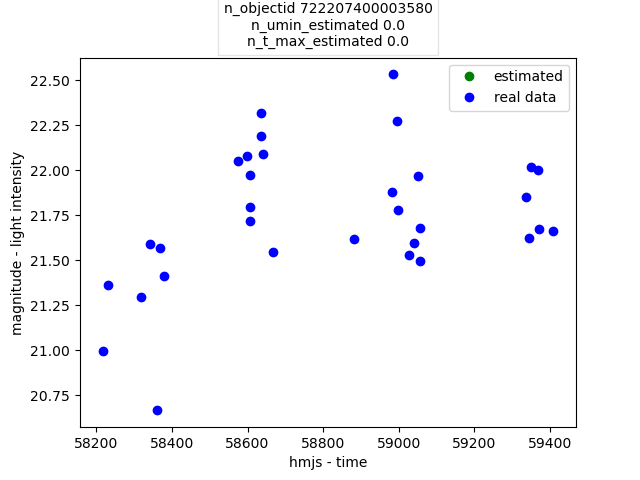 n_objectid 722207400003580
n_umin_estimated 0.0
n_t_max_estimated 0.0
estimated
real data
magnitude - light intensity
22.50
22.25
22.00
21.75
21.50
21.25
21.00
20.75
58200 58400 58600 58800 59000 59200 59400
hmjs - time